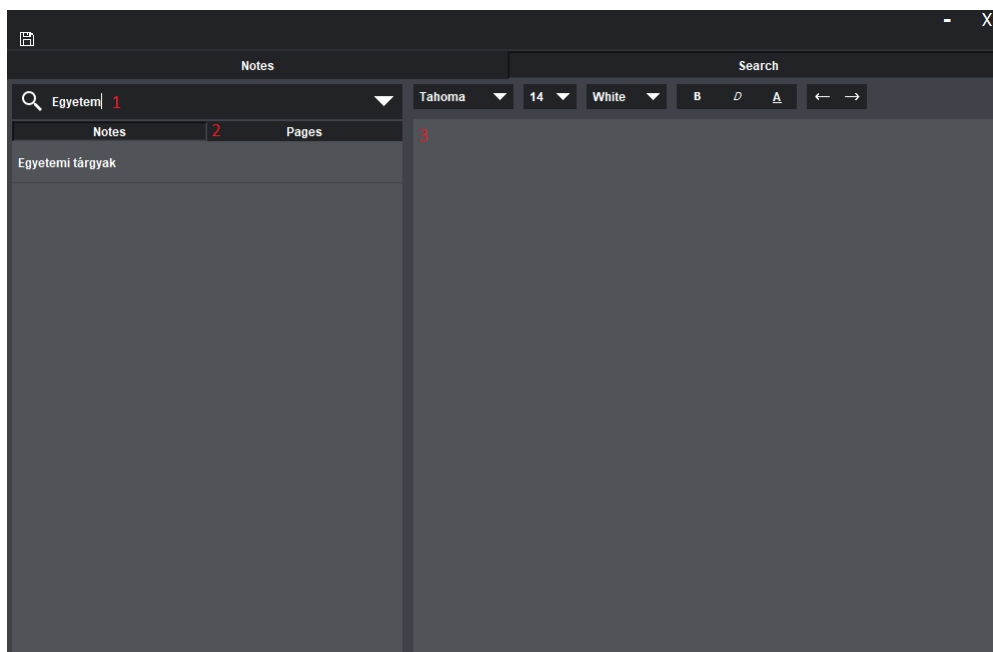 - X
Notes Search
Egyetem 1
Tahoma 14 White B D A ← →
Notes 2 Pages
3
Egyetemi tárgyak